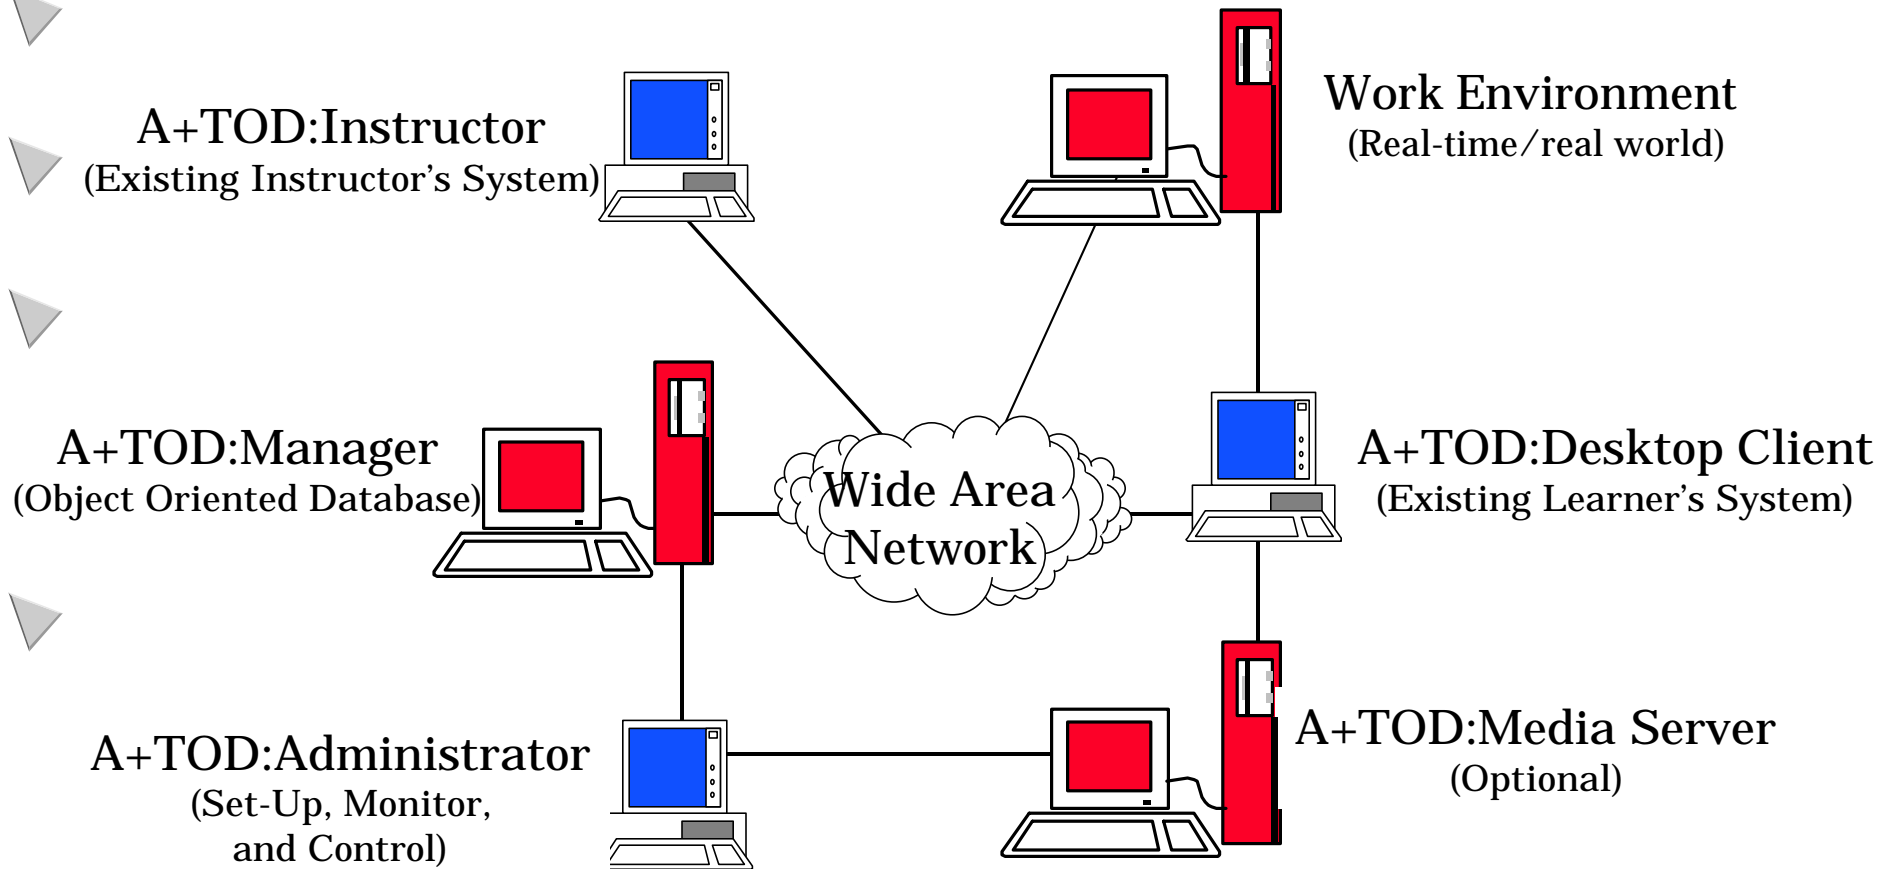 A+TOD:Instructor
(Existing Instructor's System)
Work Environment
(Real-time/real world)
A+TOD:Manager
(Object Oriented Database)
Wide Area
Network
A+TOD:Desktop Client
(Existing Learner's System)
A+TOD:Administrator
(Set-Up, Monitor,
and Control)
A+TOD:Media Server
(Optional)